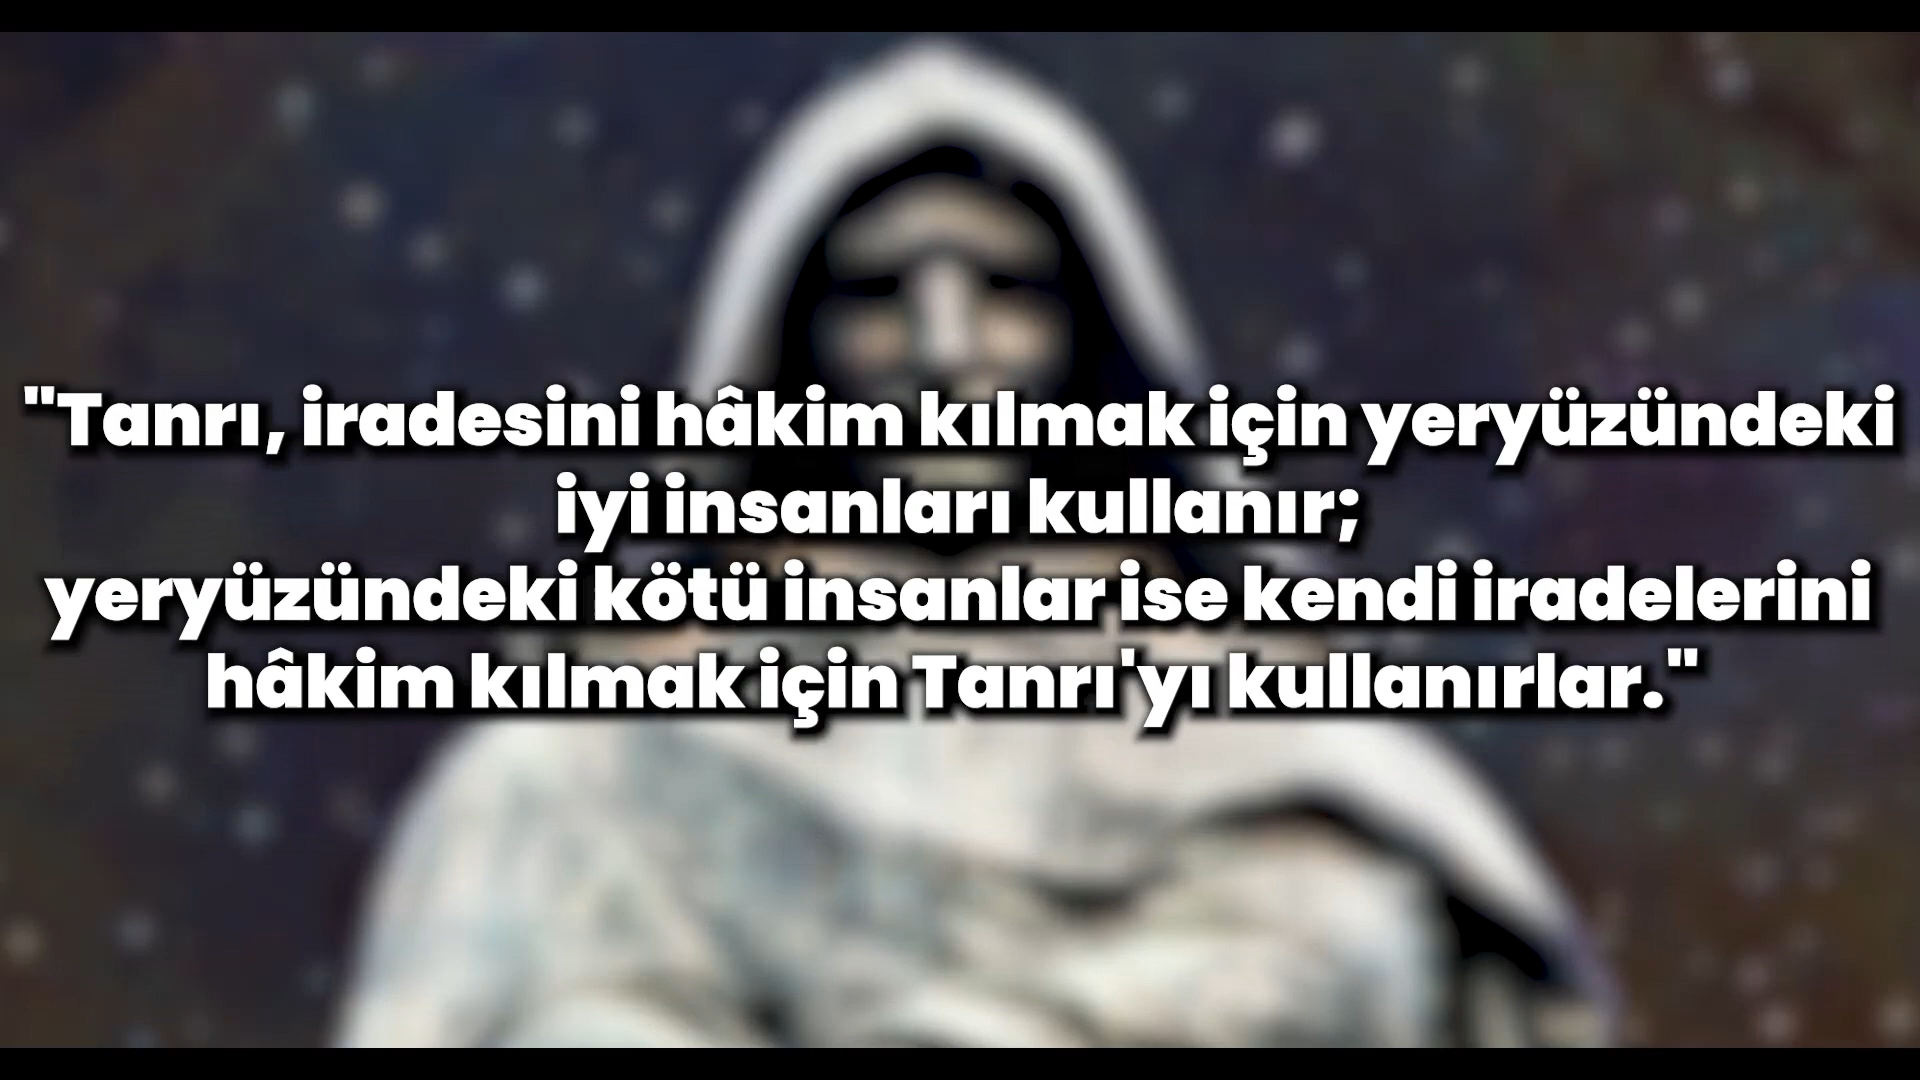 "Tanrı, iradesini hâkim kılmak için yeryüzündeki
iyi insanları kullanır;
yeryüzündeki kötü insanlar ise kendi iradelerini
hâkim kılmak için Tanrı'yı kullanırlar."